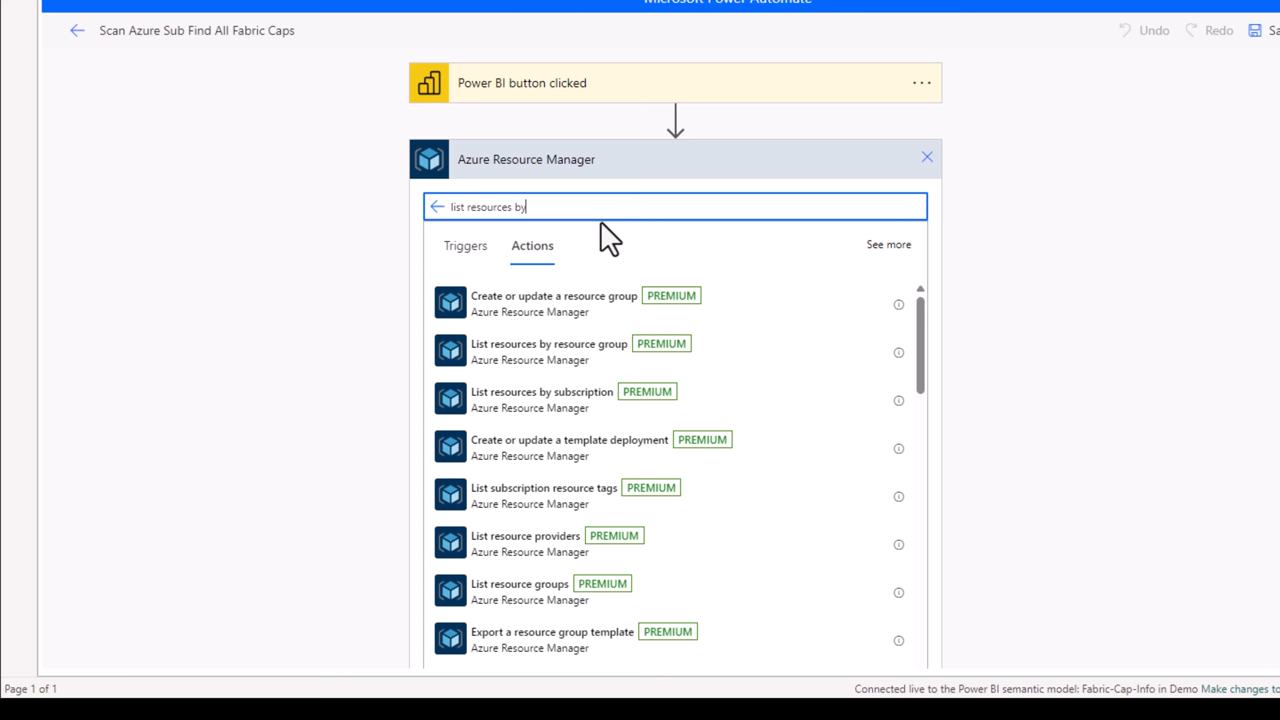 Microsoft Power Automate
Scan Azure Sub Find All Fabric Caps
Undo
Redo
Power BI button clicked
Azure Resource Manager
list resources by
Triggers
Actions
See more
Create or update a resource group PREMIUM
Azure Resource Manager
List resources by resource group PREMIUM
Azure Resource Manager
List resources by subscription PREMIUM
Azure Resource Manager
Create or update a template deployment PREMIUM
Azure Resource Manager
List subscription resource tags PREMIUM
Azure Resource Manager
List resource providers PREMIUM
Azure Resource Manager
List resource groups PREMIUM
Azure Resource Manager
Export a resource group template PREMIUM
Azure Resource Manager
Page 1 of 1
Connected live to the Power BI semantic model: Fabric-Cap-Info in Demo Make changes to